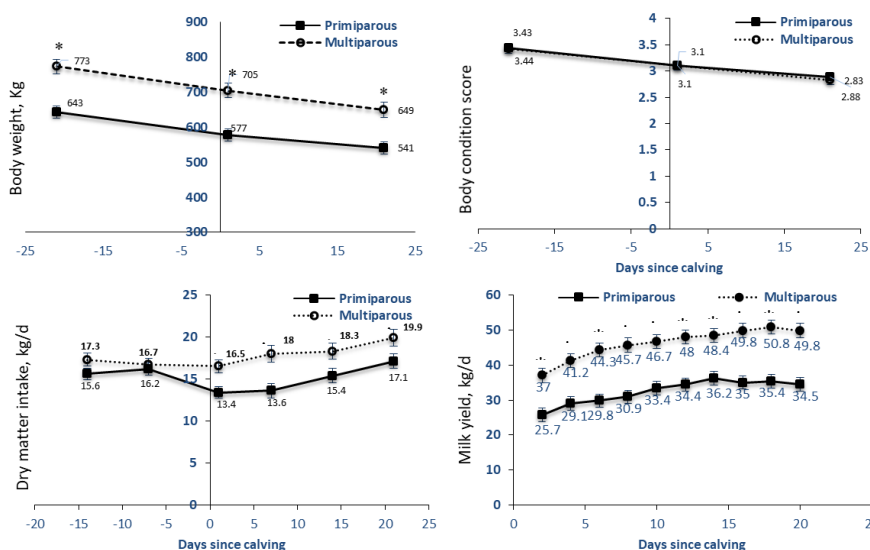 900
800
700
600
500
400
300
Body weight, Kg
Primiparous
Multiparous
* 773
* 705
* 649
643
577
541
-25 -15 -5 5 15 25
Days since calving
4
3.5
3
2.5
2
1.5
1
0.5
0
Body condition score
Primiparous
Multiparous
3.43
3.44
3.1
3.1
2.83
2.88
-25 -15 -5 5 15 25
Days since calving
25
20
15
10
5
0
Dry matter intake, kg/d
Primiparous
Multiparous
17.3 16.7 16.5 18 18.3 19.9
15.6 16.2 13.4 13.6 15.4 17.1
-20 -15 -10 -5 0 5 10 15 20 25
Days since calving
60
50
40
30
20
10
0
Milk yield, kg/d
Primiparous Multiparous
37 41.2 44.3 45.7 46.7 48 48.4 49.8 50.8 49.8
25.7 29.1 29.8 30.9 33.4 34.4 36.2 35 35.4 34.5
0 5 10 15 20
Days since calving